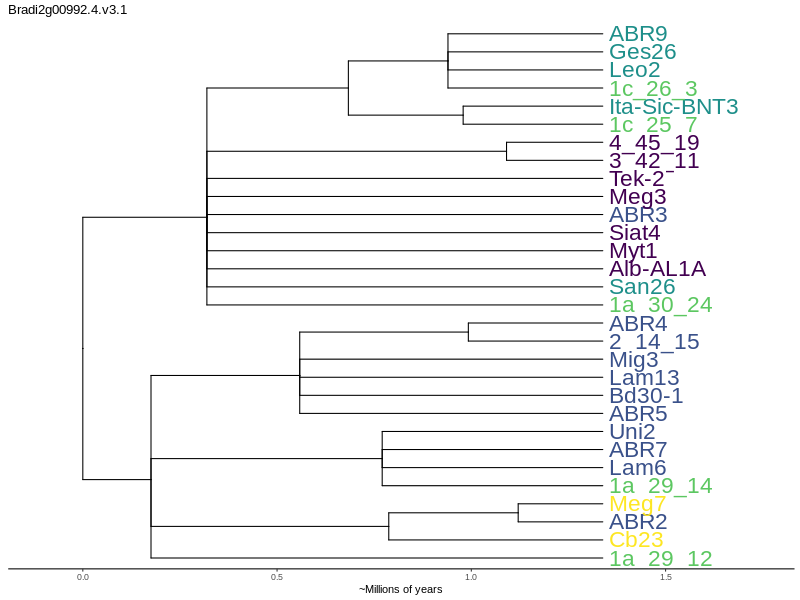 Bradi2g00992.4.v3.1
ABR9
Ges26
Leo2
1c_26_3
Ita-Sic-BNT3
1c_25_7
4_45_19
3_42_11
Tek-2
Meg3
ABR3
Siat4
Myt1
Alb-AL1A
San26
1a_30_24
ABR4
2_14_15
Mig3
Lam13
Bd30-1
ABR5
Uni2
ABR7
Lam6
1a_29_14
Meg7
ABR2
Cb23
1a_29_12
0.0 0.5 1.0 1.5
~Millions of years